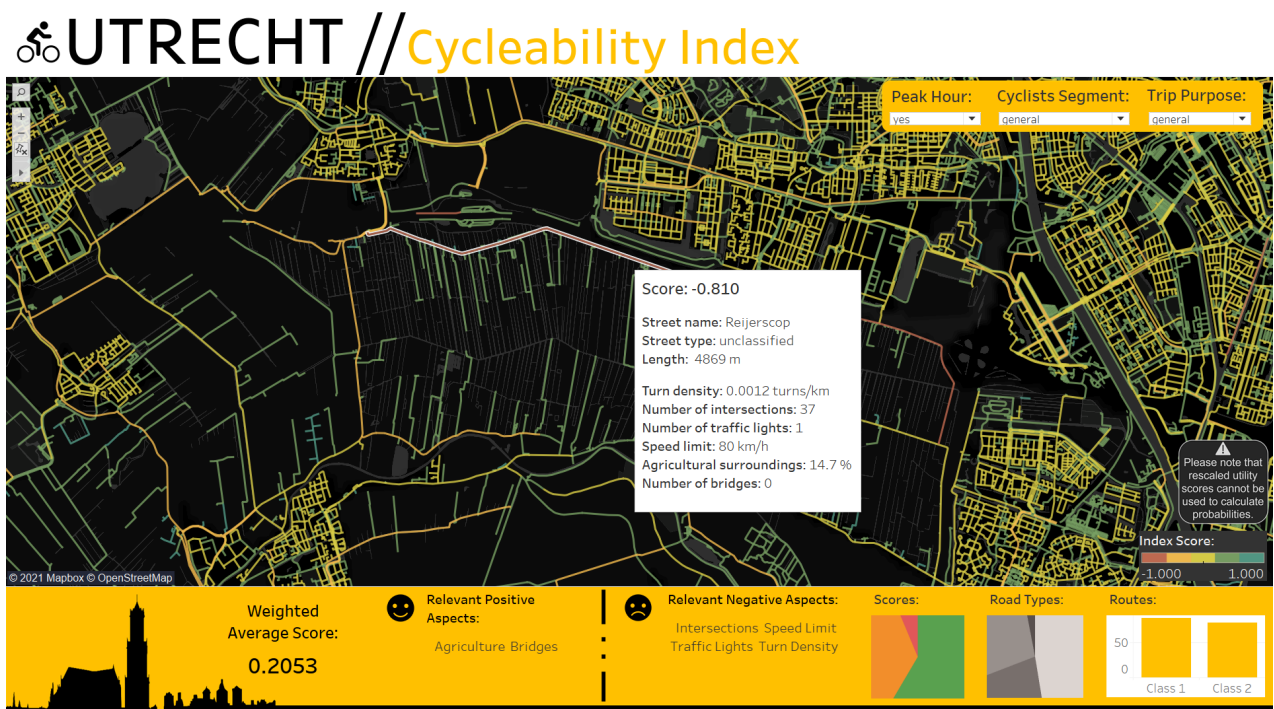 UTRECHT // Cycleability Index
Peak Hour: Cyclists Segment: Trip Purpose:
yes general general
Score: -0.810
Street name: Reijerscop
Street type: unclassified
Length: 4869 m
Turn density: 0.0012 turns/km
Number of intersections: 37
Number of traffic lights: 1
Speed limit: 80 km/h
Agricultural surroundings: 14.7 %
Number of bridges: 0
Please note that
rescaled utility
scores cannot be
used to calculate
probabilities.
Index Score:
-1.000 1.000
© 2021 Mapbox © OpenStreetMap
Weighted
Average Score:
0.2053
Relevant Positive
Aspects:
Agriculture Bridges
Relevant Negative Aspects:
Intersections Speed Limit
Traffic Lights Turn Density
Scores:
Road Types:
Routes:
50
0
Class 1 Class 2